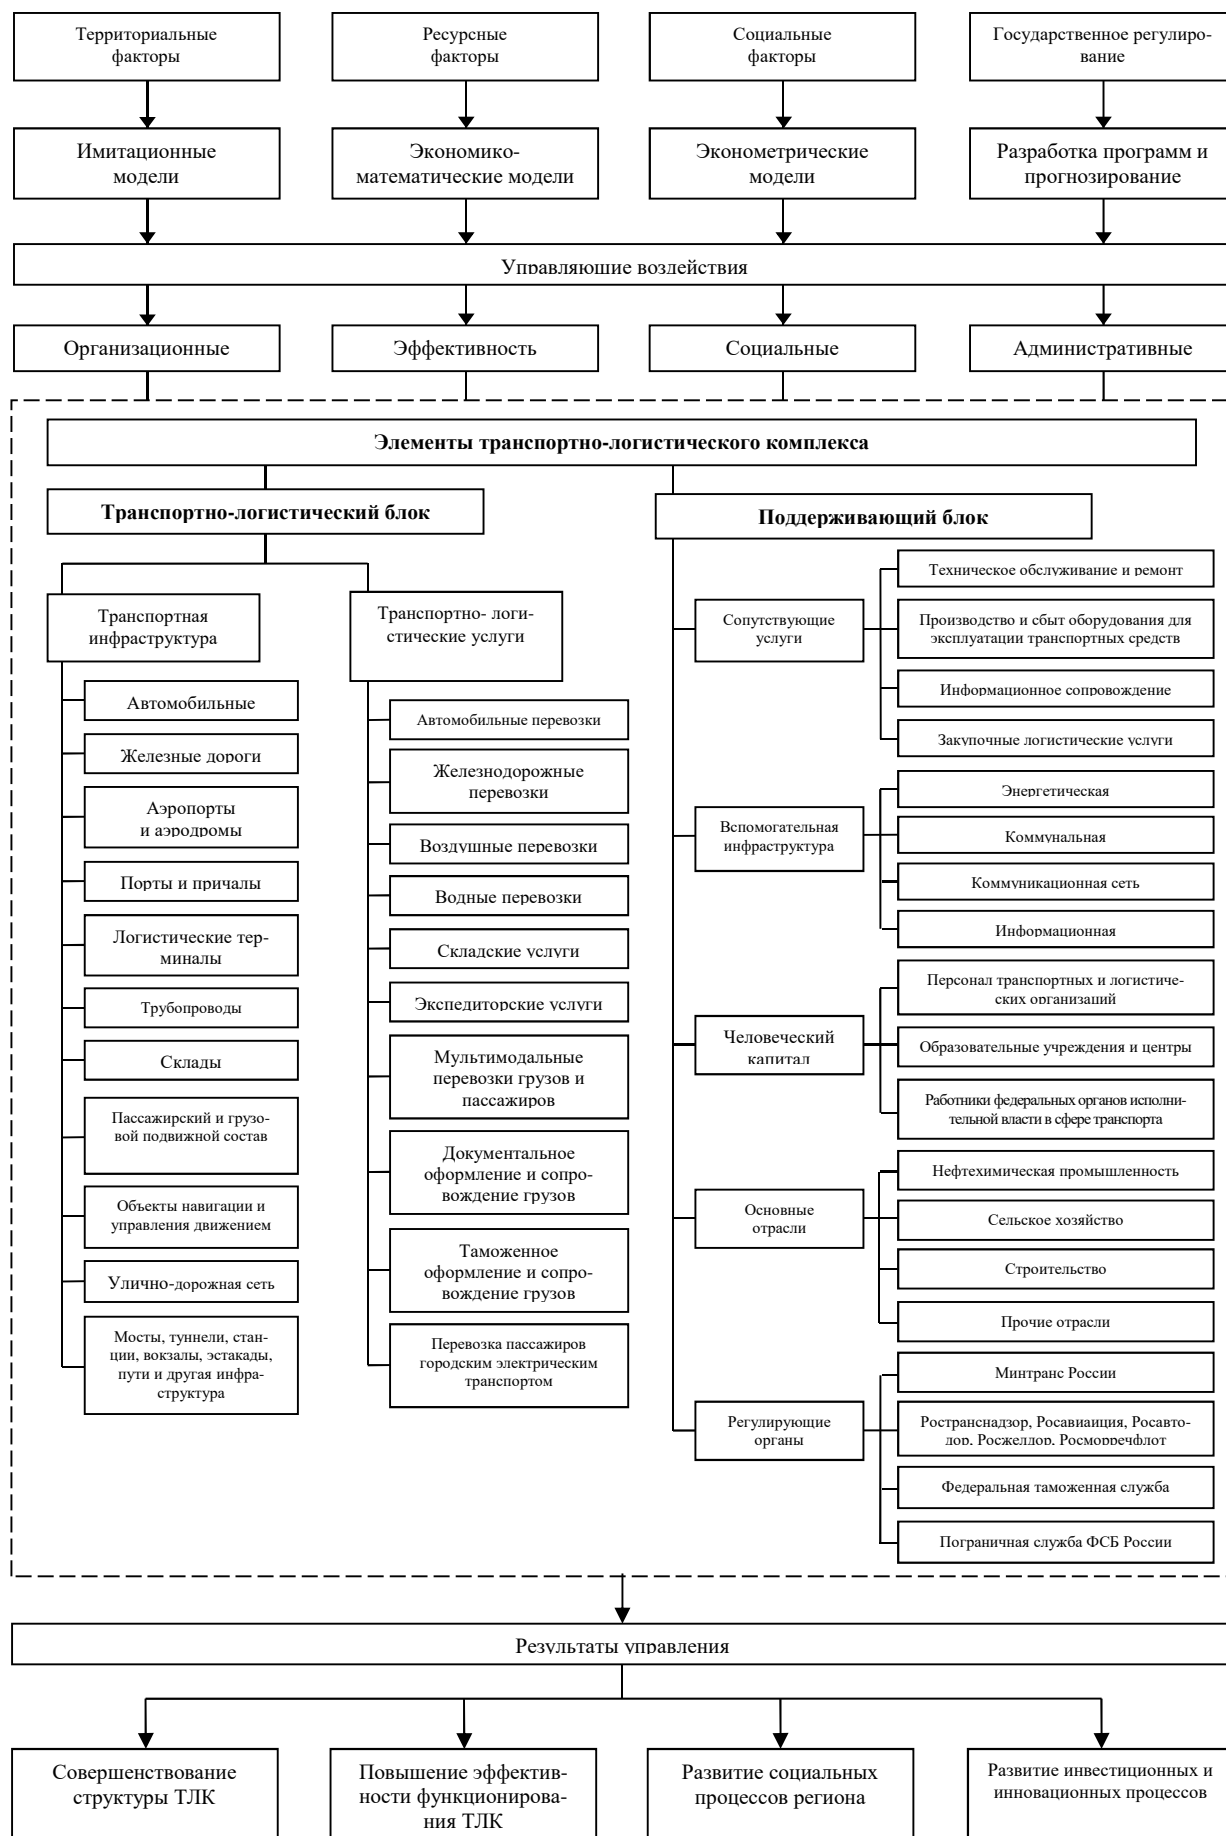 Территориальные
факторы
Ресурсные
факторы
Социальные
факторы
Государственное регулиро-
вание
Имитационные
модели
Экономико-
математические модели
Эконометрические
модели
Разработка программ и
прогнозирование
Управляющие воздействия
Организационные
Эффективность
Социальные
Административные
Элементы транспортно-логистического комплекса
Транспортно-логистический блок
Транспортная
инфраструктура
Автомобильные
Железные дороги
Аэропорты
и аэродромы
Порты и причалы
Логистические тер-
миналы
Трубопроводы
Склады
Пассажирский и грузо-
вой подвижной состав
Объекты навигации и
управления движением
Улично-дорожная сеть
Мосты, туннели, стан-
ции, вокзалы, эстакады,
пути и другая инфра-
структура
Транспортно- логи-
стические услуги
Автомобильные перевозки
Железнодорожные
перевозки
Воздушные перевозки
Водные перевозки
Складские услуги
Экспедиторские услуги
Мультимодальные
перевозки грузов и
пассажиров
Документальное
оформление и сопро-
вождение грузов
Таможенное
оформление и сопро-
вождение грузов
Перевозка пассажиров
городским электрическим
транспортом
Поддерживающий блок
Сопутствующие
услуги
Техническое обслуживание и ремонт
Производство и сбыт оборудования для
эксплуатации транспортных средств
Информационное сопровождение
Закупочные логистические услуги
Вспомогательная
инфраструктура
Энергетическая
Коммунальная
Коммуникационная сеть
Информационная
Человеческий
капитал
Персонал транспортных и логистиче-
ских организаций
Образовательные учреждения и центры
Работники федеральных органов исполни-
тельной власти в сфере транспорта
Основные
отрасли
Нефтехимическая промышленность
Сельское хозяйство
Строительство
Прочие отрасли
Регулирующие
органы
Минтранс России
Ространснадзор, Росавиаиция, Росавто-
дор, Росжелдор, Росморречфлот
Федеральная таможенная служба
Пограничная служба ФСБ России
Результаты управления
Совершенствование
структуры ТЛК
Повышение эффектив-
ности функционирова-
ния ТЛК
Развитие социальных
процессов региона
Развитие инвестиционных и
инновационных процессов